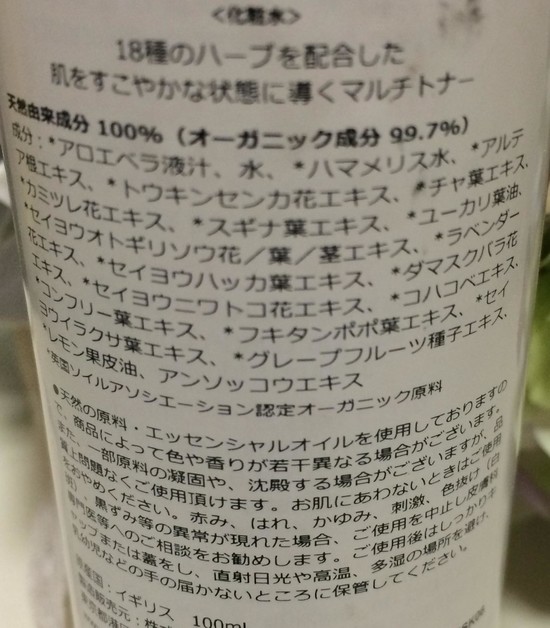 ＜化粧水＞
18種のハーブを配合した
肌をすこやかな状態に導くマルチトナー
天然由来成分 100%（オーガニック成分 99.7%）
成分：*アロエベラ液汁、水、*ハマメリス水、*アルテ
ア根エキス、*トウキンセンカ花エキス、*チャ葉エキス、
*カミツレ花エキス、*スギナ葉エキス、*ユーカリ葉油、
*セイヨウオトギリソウ花／葉／茎エキス、*ラベンダー
花エキス、*セイヨウハッカ葉エキス、*ダマスクバラ花
エキス、*セイヨウニワトコ花エキス、*コハコベエキス、
*コンフリー葉エキス、*フキタンポポ葉エキス、*セイ
ヨウイラクサ葉エキス、*グレープフルーツ種子エキス、
*レモン果皮油、アンソッコウエキス
*英国ソイルアソシエーション認定オーガニック原料
●天然の原料・エッセンシャルオイルを使用しておりますの
で、商品によって色や香りが若干異なる場合がございます。
また、一部原料の凝固や、沈殿する場合がございますが、品
質上問題なくご使用頂けます。お肌にあわないときはご使用
をおやめください。赤み、はれ、かゆみ、刺激、色抜け（白
斑）、黒ずみ等の異常が現れた場合、ご使用を中止し皮膚科
専門医等へのご相談をお勧めします。ご使用後はしっかりキ
ャップまたは蓋をし、直射日光や高温、多湿の場所を避け、
乳幼児などの手の届かないところに保管してください。
原産国：イギリス 100ml
製造販売元：株式
東京都港